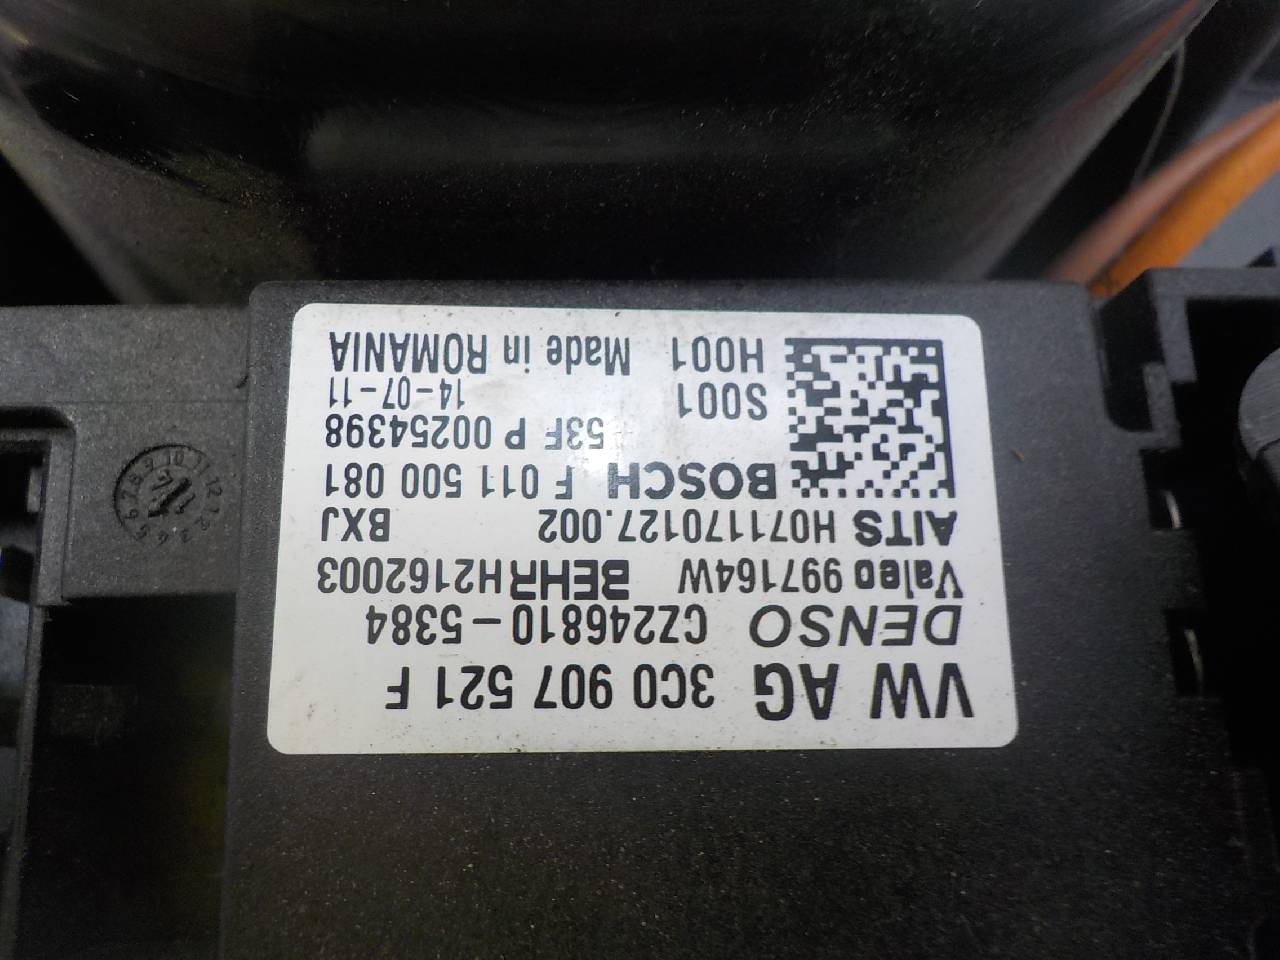 VW AG 3C0 907 521 F
DENSO CZ246810-5384
Valeo 997164W BEHR H2162003
AITS H071170127.002 BXJ
BOSCH F 011 500 081
53F P 00254398
S001 14-07-11
H001 Made in ROMANIA